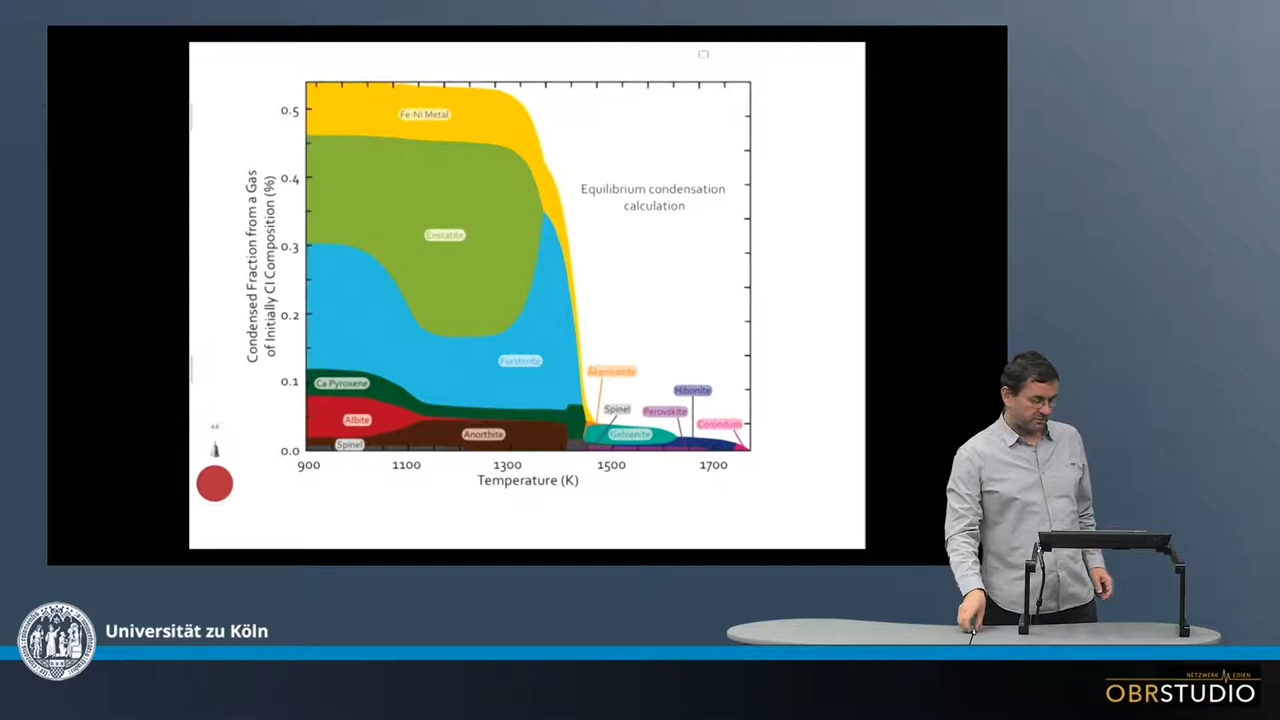 Fe-Ni Metal
Enstatite
Forsterite
Ca Pyroxene
Albite
Spinel
Anorthite
Equilibrium condensation
calculation
Åkermanite
Spinel
Gehlenite
Perovskite
Hibonite
Corundum
Condensed Fraction from a Gas
of Initially CI Composition (%)
0.5
0.4
0.3
0.2
0.1
0.0
900
1100
1300
1500
1700
Temperature (K)
Universität zu Köln
NETZWERK MEDIEN
OBRSTUDIO